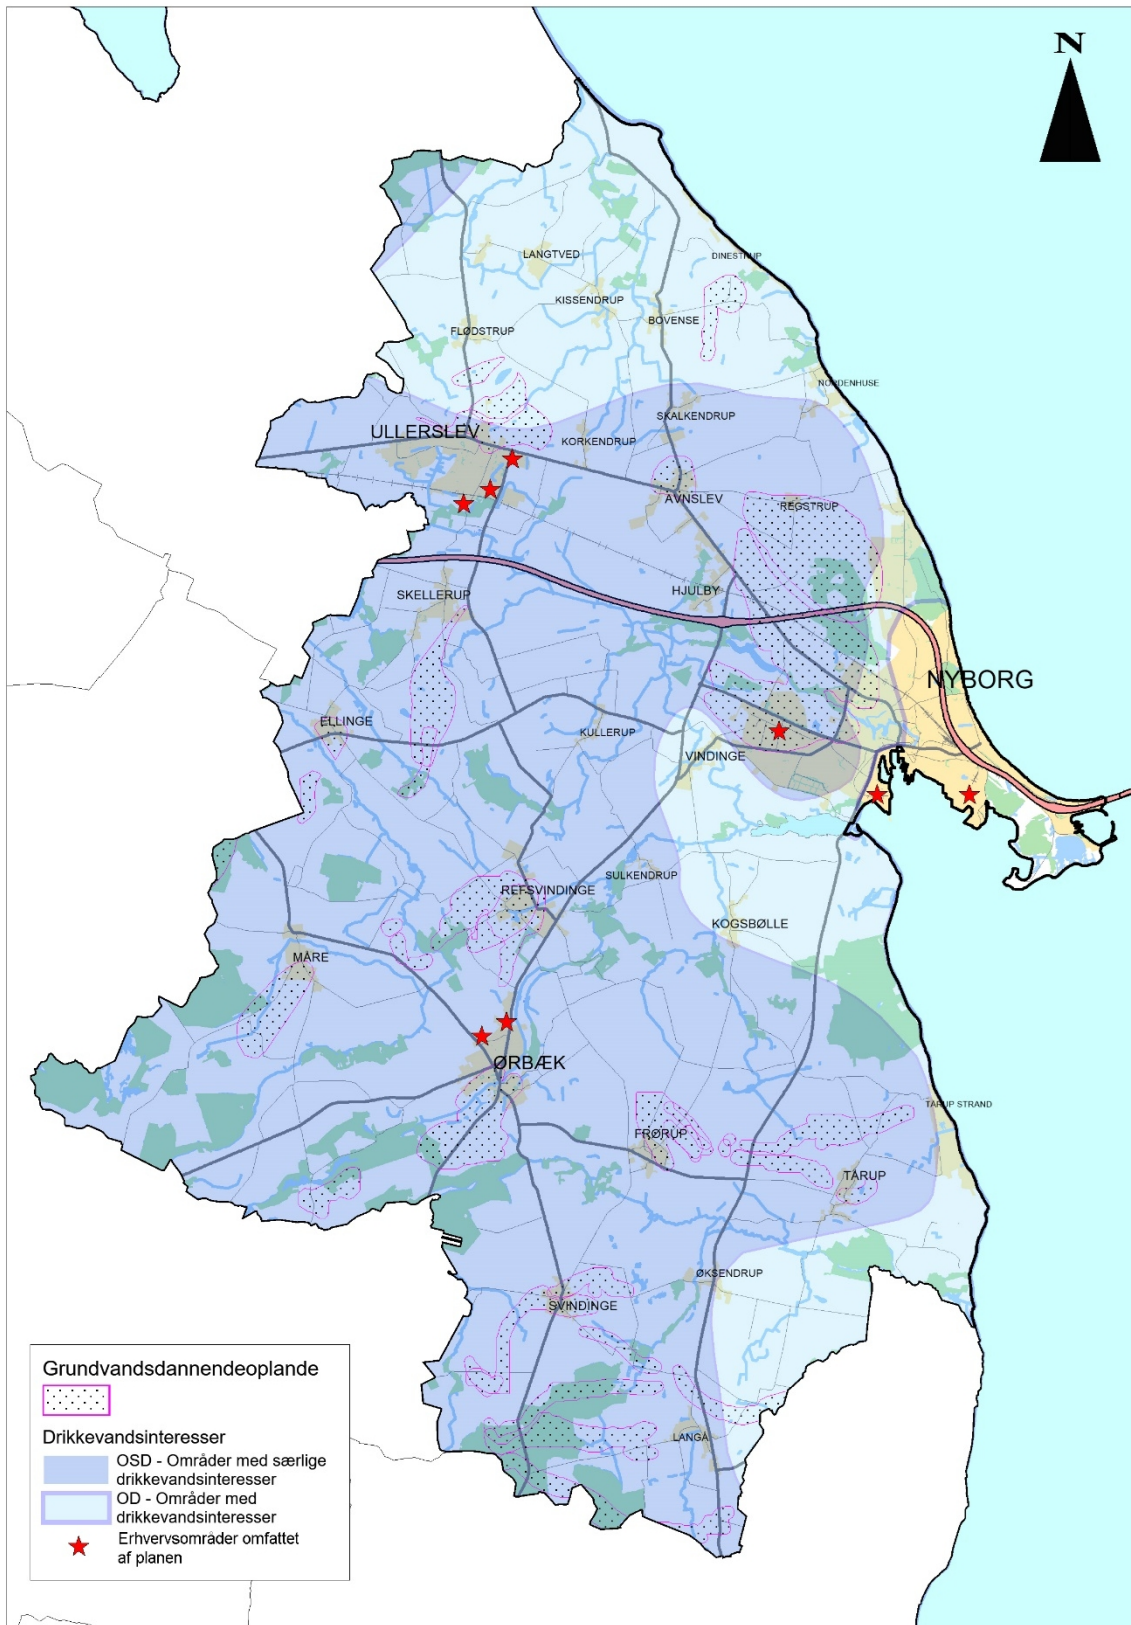 N
LANGTVED
DINESTRUP
KISSENDRUP
BOVENSE
FLØDSTRUP
NORDENHUSE
SKALKENDRUP
ULLERSLEV
KORKENDRUP
AVNSLEV
REGSTRUP
HJULBY
SKELLERUP
NYBORG
ELLINGE
KULLERUP
VINDINGE
SULKENDRUP
REFSVINDINGE
KOGSBØLLE
MÅRE
ØRBÆK
TÅRUP STRAND
FRØRUP
TÅRUP
ØKSENDRUP
SVINDINGE
LANGÅ
Grundvandsdannendeoplande
Drikkevandsinteresser
OSD - Områder med særlige
drikkevandsinteresser
OD - Områder med
drikkevandsinteresser
Erhvervsområder omfattet
af planen